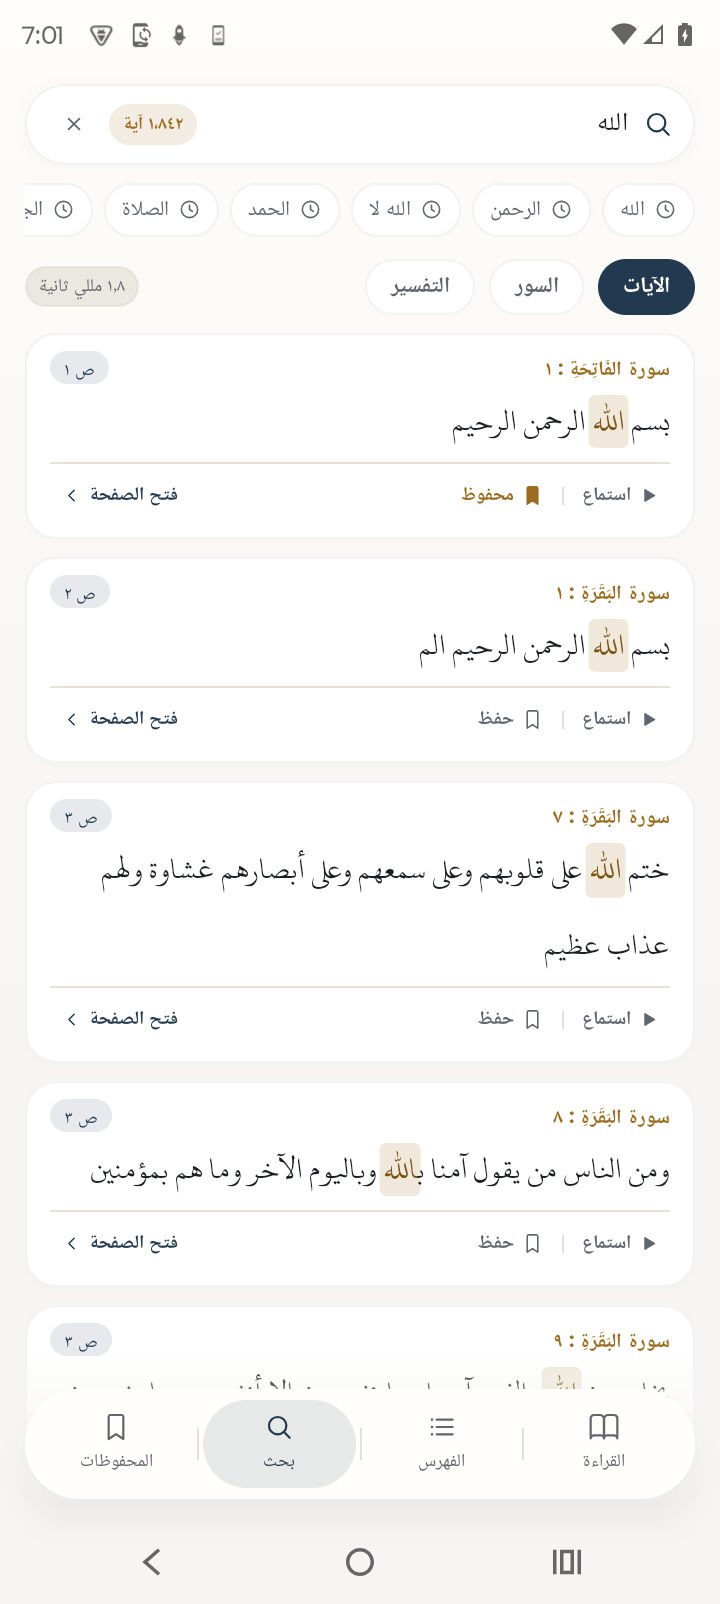 7:01
الله
١٬٨٤٢ آية
الله
الرحمن
الله لا
الحمد
الصلاة
الآيات
السور
التفسير
١٫٨ مللي ثانية
سورة الفَاتِحَةِ : ١
ص ١
بسم الله الرحمن الرحيم
استماع
محفوظ
فتح الصفحة
سورة البَقَرَةِ : ١
ص ٢
بسم الله الرحمن الرحيم الم
استماع
حفظ
فتح الصفحة
سورة البَقَرَةِ : ٧
ص ٣
ختم الله على قلوبهم وعلى سمعهم وعلى أبصارهم غشاوة ولهم
عذاب عظيم
استماع
حفظ
فتح الصفحة
سورة البَقَرَةِ : ٨
ص ٣
ومن الناس من يقول آمنا بالله وباليوم الآخر وما هم بمؤمنين
استماع
حفظ
فتح الصفحة
سورة البَقَرَةِ : ٩
ص ٣
القراءة
الفهرس
بحث
المحفوظات